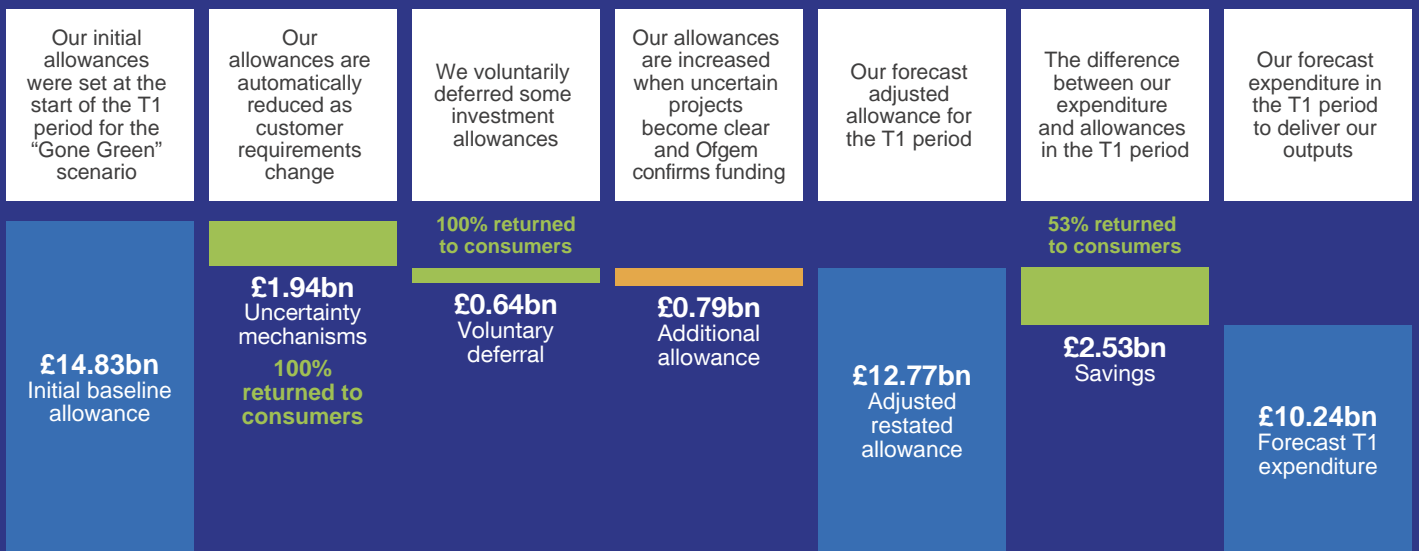 Our initial
allowances
were set at the
start of the T1
period for the
“Gone Green”
scenario
Our
allowances are
automatically
reduced as
customer
requirements
change
We voluntarily
deferred some
investment
allowances
Our allowances
are increased
when uncertain
projects
become clear
and Ofgem
confirms funding
Our forecast
adjusted
allowance for
the T1 period
The difference
between our
expenditure
and allowances
in the T1 period
Our forecast
expenditure in
the T1 period
to deliver our
outputs
£14.83bn
Initial baseline
allowance
£1.94bn
Uncertainty
mechanisms
100%
returned to
consumers
100% returned
to consumers
£0.64bn
Voluntary
deferral
£0.79bn
Additional
allowance
£12.77bn
Adjusted
restated
allowance
53% returned
to consumers
£2.53bn
Savings
£10.24bn
Forecast T1
expenditure